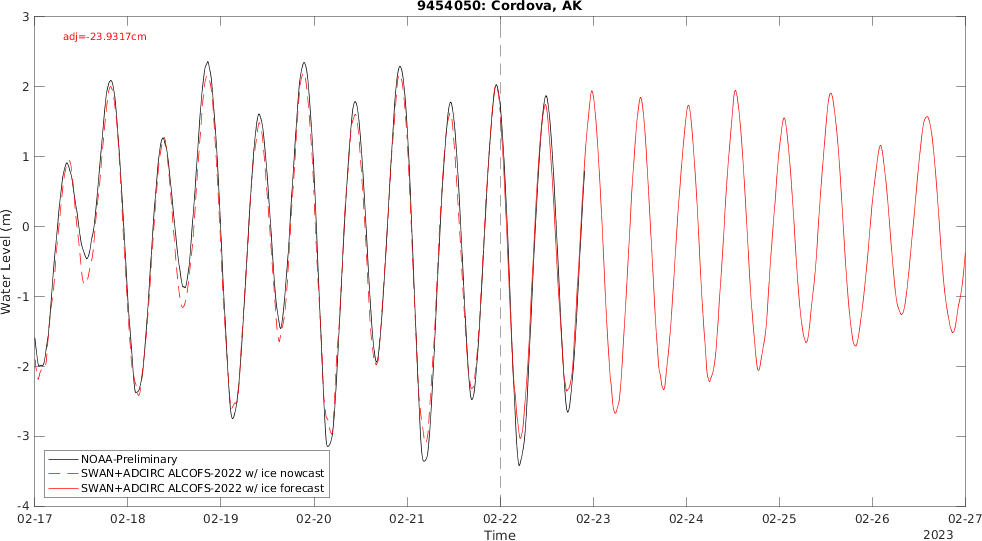 9454050: Cordova, AK
adj=-23.9317cm
3
2
1
0
-1
-2
-3
-4
Water Level (m)
NOAA-Preliminary
SWAN+ADCIRC ALCOFS-2022 w/ ice nowcast
SWAN+ADCIRC ALCOFS-2022 w/ ice forecast
02-17 02-18 02-19 02-20 02-21 02-22 02-23 02-24 02-25 02-26 02-27
Time
2023